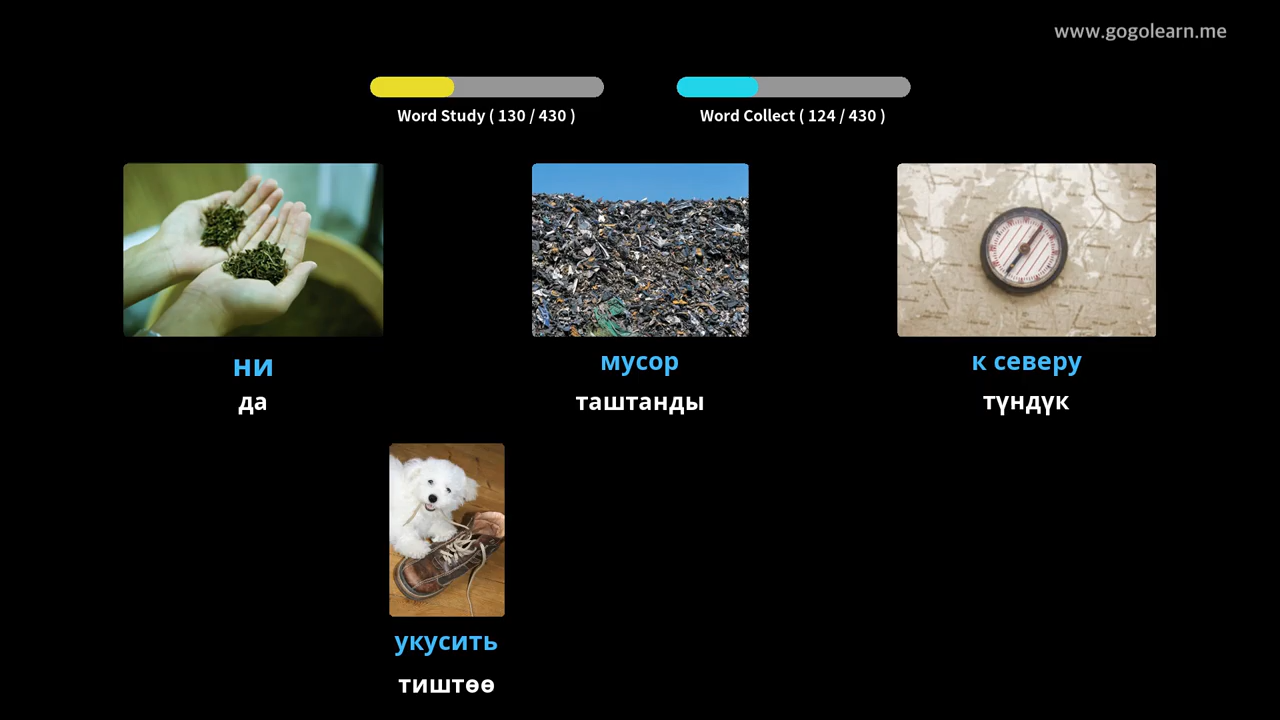 www.gogolearn.me
Word Study ( 130 / 430 )
Word Collect ( 124 / 430 )
ни
да
мусор
таштанды
к северу
түндүк
укусить
тиштөө